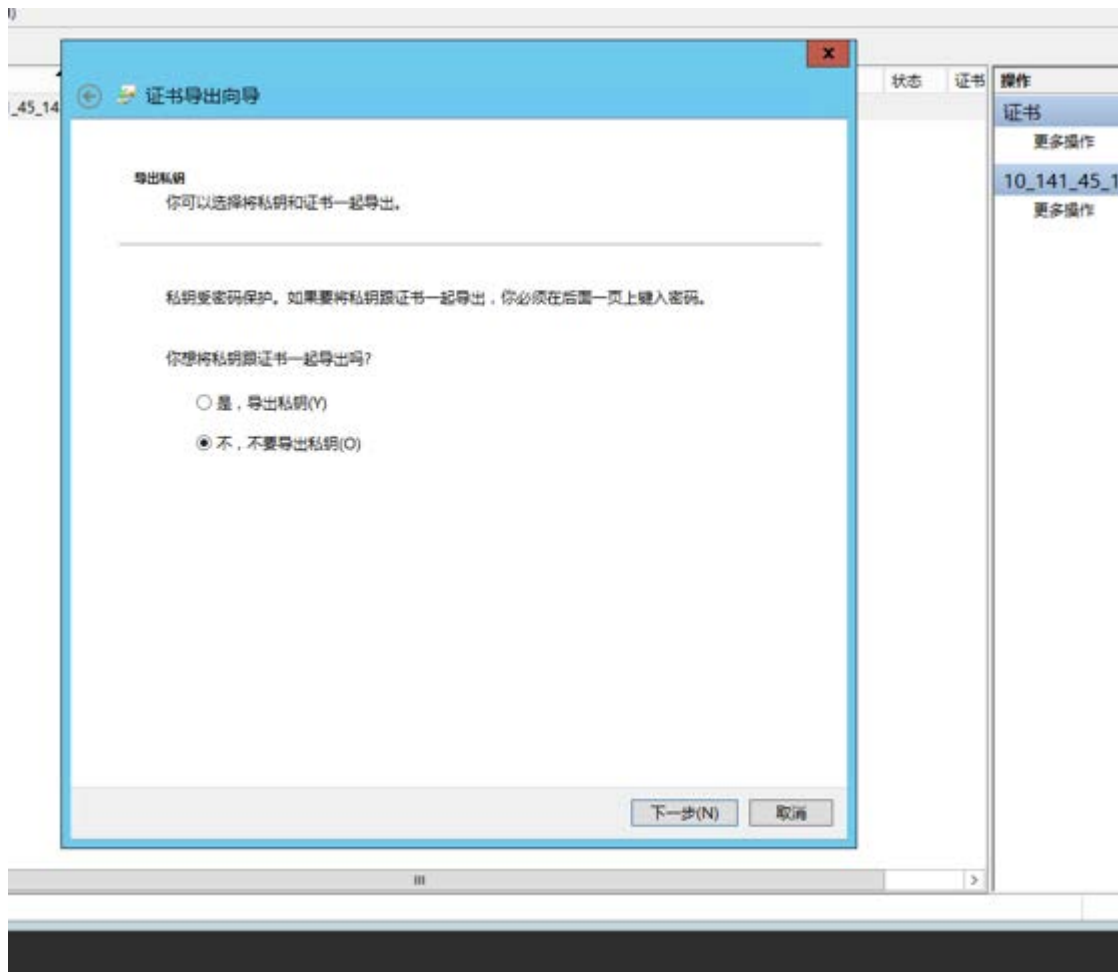 证书导出向导
状态
证书
操作
_45_14
证书
更多操作
10_141_45_1
更多操作
导出私钥
你可以选择将私钥和证书一起导出。
私钥受密码保护。如果要将私钥跟证书一起导出，你必须在后面一页上键入密码。
你想将私钥跟证书一起导出吗?
是，导出私钥(Y)
不，不要导出私钥(O)
下一步(N)
取消